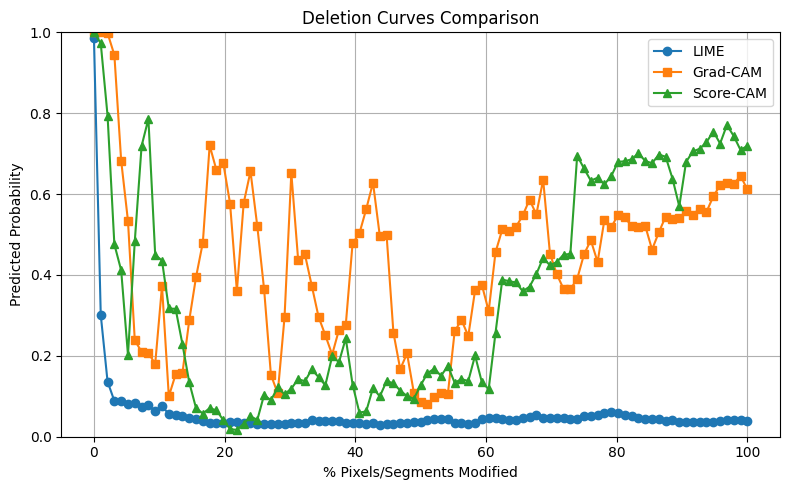 Deletion Curves Comparison
LIME
Grad-CAM
Score-CAM
Predicted Probability
1.0
0.8
0.6
0.4
0.2
0.0
0 20 40 60 80 100
% Pixels/Segments Modified